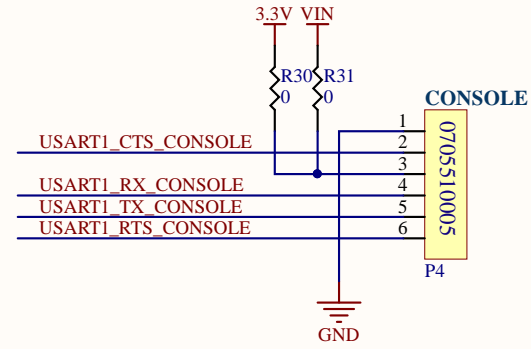 3.3V VIN
R30 R31
0 0
CONSOLE
1
USART1_CTS_CONSOLE 2
3
USART1_RX_CONSOLE 4
USART1_TX_CONSOLE 5
USART1_RTS_CONSOLE 6
0705510005
P4
GND